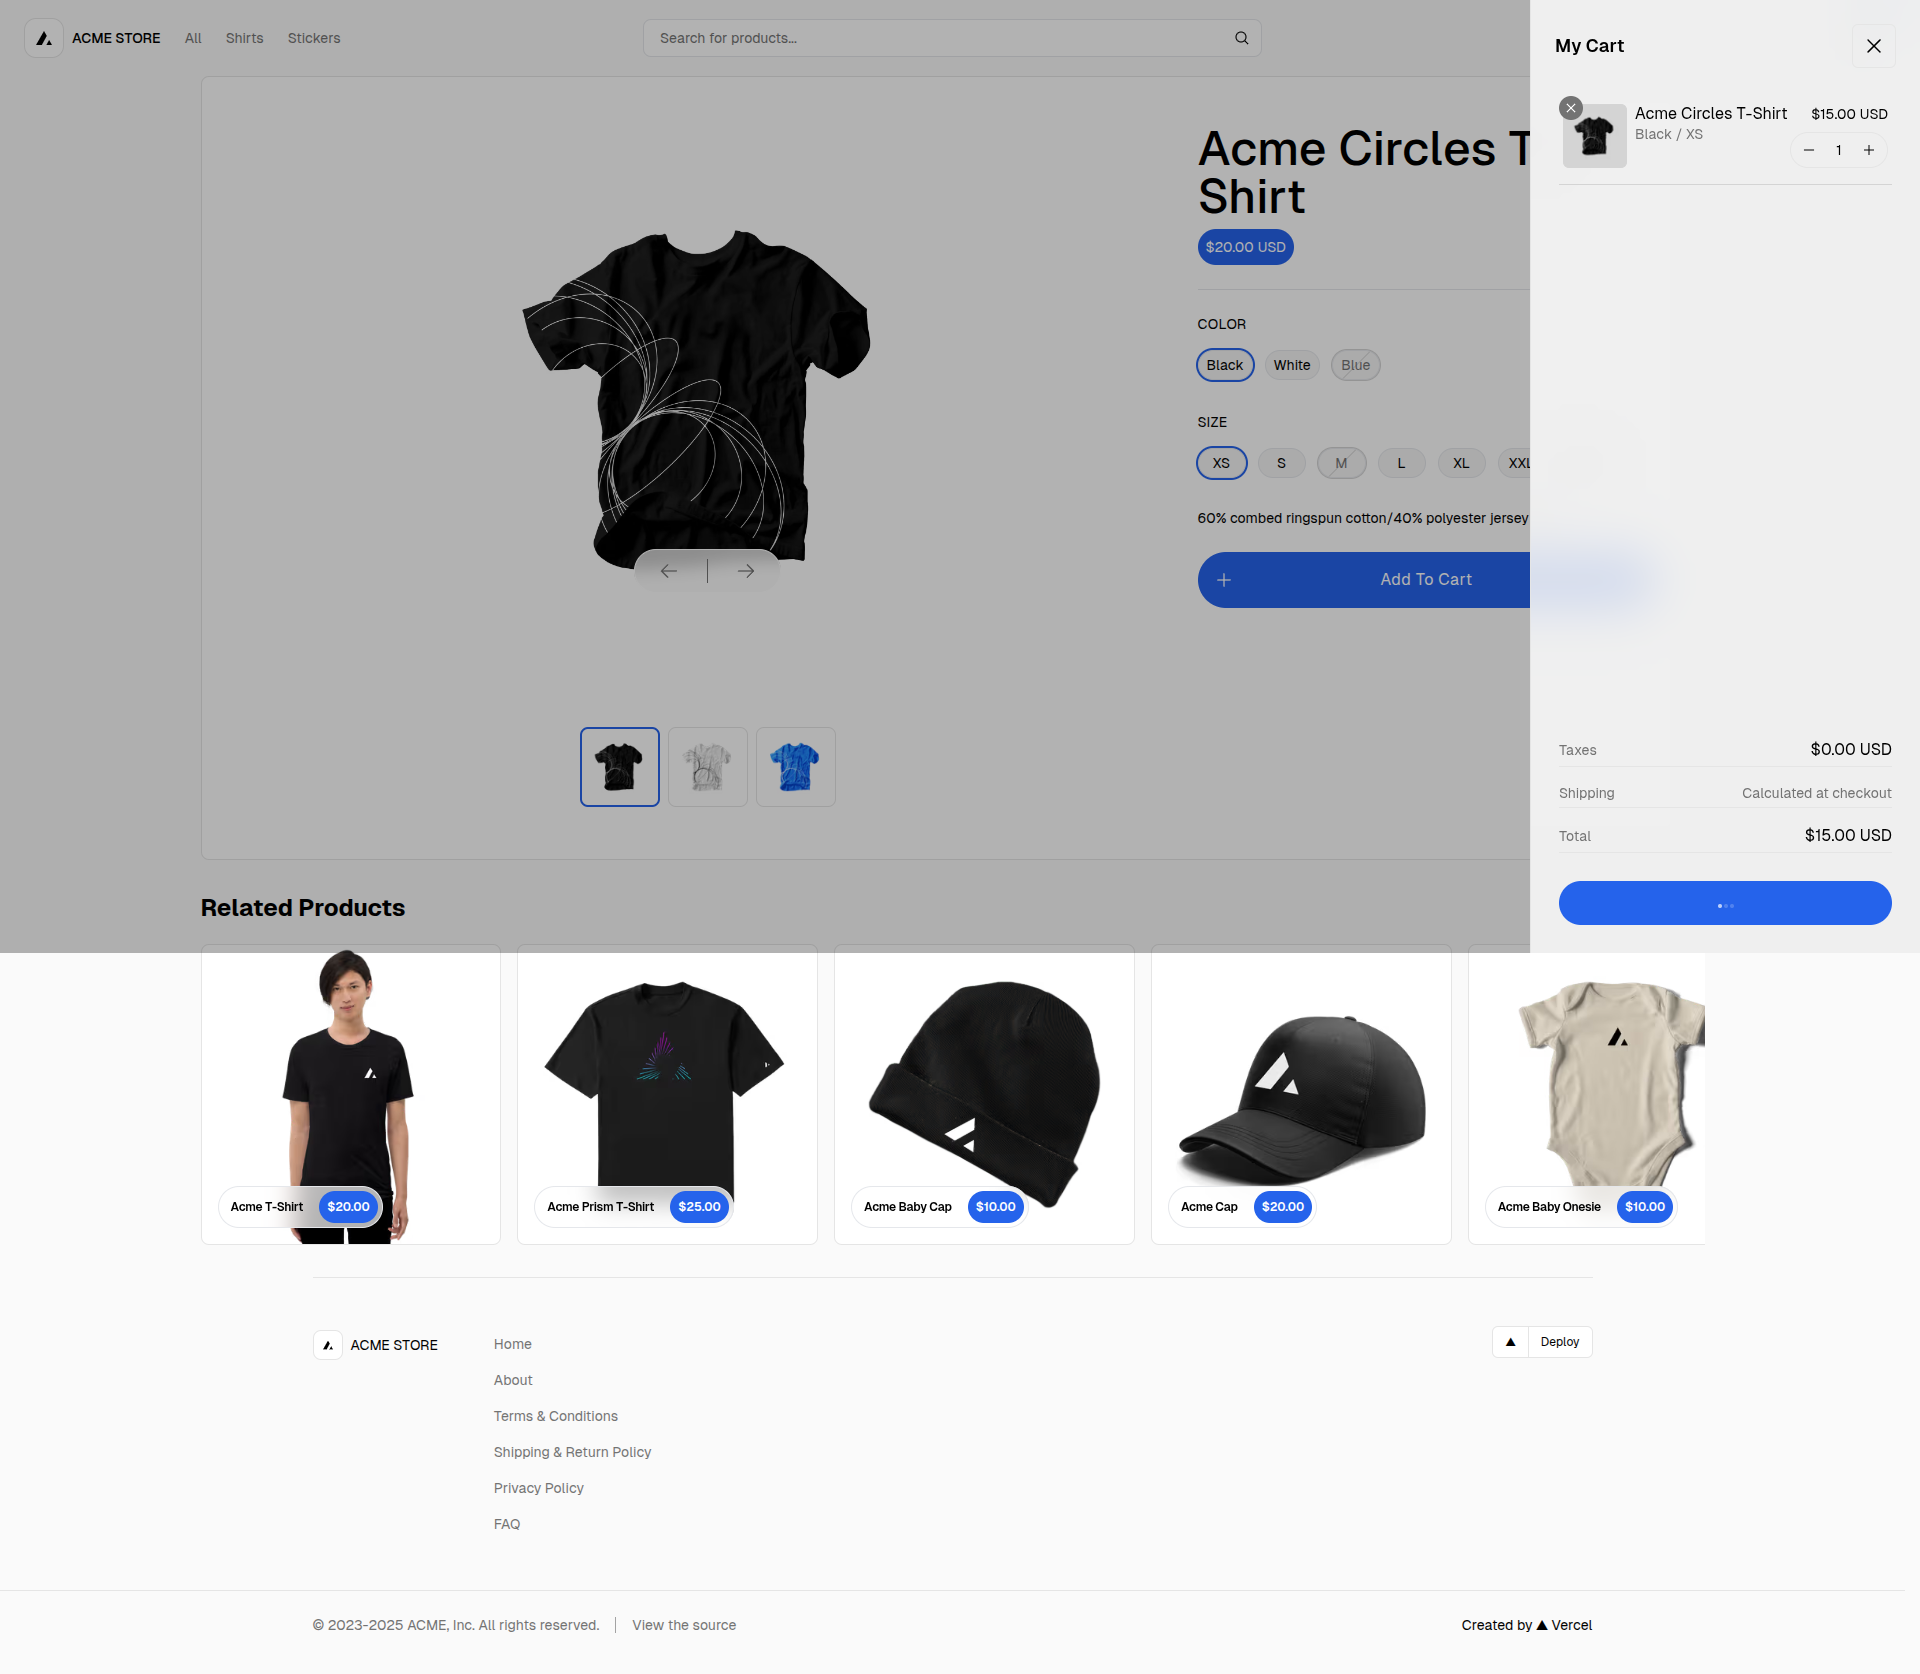 ACME STORE
All
Shirts
Stickers
Search for products...
Acme Circles T
Shirt
$20.00 USD
COLOR
Black
White
Blue
SIZE
XS
S
M
L
XL
XXL
60% combed ringspun cotton/40% polyester jersey
Add To Cart
My Cart
Acme Circles T-Shirt
$15.00 USD
Black / XS
1
Taxes
$0.00 USD
Shipping
Calculated at checkout
Total
$15.00 USD
Related Products
Acme T-Shirt
$20.00
Acme Prism T-Shirt
$25.00
Acme Baby Cap
$10.00
Acme Cap
$20.00
Acme Baby Onesie
$10.00
ACME STORE
Home
About
Terms & Conditions
Shipping & Return Policy
Privacy Policy
FAQ
Deploy
© 2023-2025 ACME, Inc. All rights reserved.
View the source
Created by ▲ Vercel